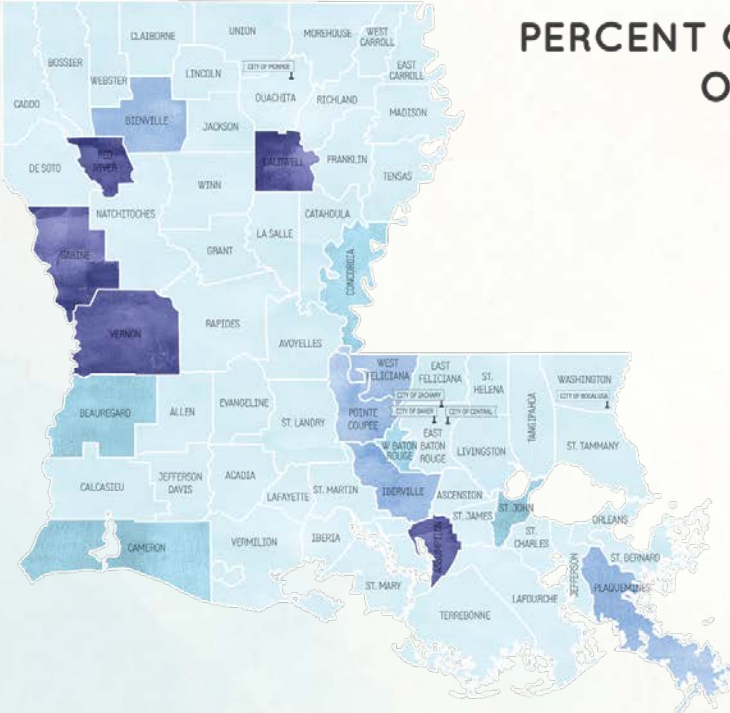 PERCENT O
O
CLAIRBORNE
UNION
MOREHOUSE
WEST
CARROLL
BOSSIER
WEBSTER
LINCOLN
CITY OF MONROE
EAST
CARROLL
CADDO
OUACHITA
RICHLAND
MADISON
BIENVILLE
JACKSON
DE SOTO
RED
RIVER
CALDWELL
FRANKLIN
TENSAS
WINN
NATCHITOCHES
CATAHOULA
LA SALLE
SABINE
GRANT
CONCORDIA
VERNON
RAPIDES
AVOYELLES
WEST
FELICIANA
EAST
FELICIANA
ST.
HELENA
WASHINGTON
CITY OF ZACHARY
CITY OF BOGALUSA
BEAUREGARD
ALLEN
EVANGELINE
ST. LANDRY
POINTE
COUPEE
CITY OF BAKER
CITY OF CENTRAL
TANGIPAHOA
W BATON
ROUGE
EAST
BATON
ROUGE
LIVINGSTON
ST. TAMMANY
CALCASIEU
JEFFERSON
DAVIS
ACADIA
LAFAYETTE
ST. MARTIN
IBERVILLE
ASCENSION
ST. JAMES
ST. JOHN
ORLEANS
CAMERON
VERMILION
IBERIA
ASSUMPTION
ST.
CHARLES
JEFFERSON
ST. BERNARD
ST. MARY
LAFOURCHE
PLAQUEMINES
TERREBONNE